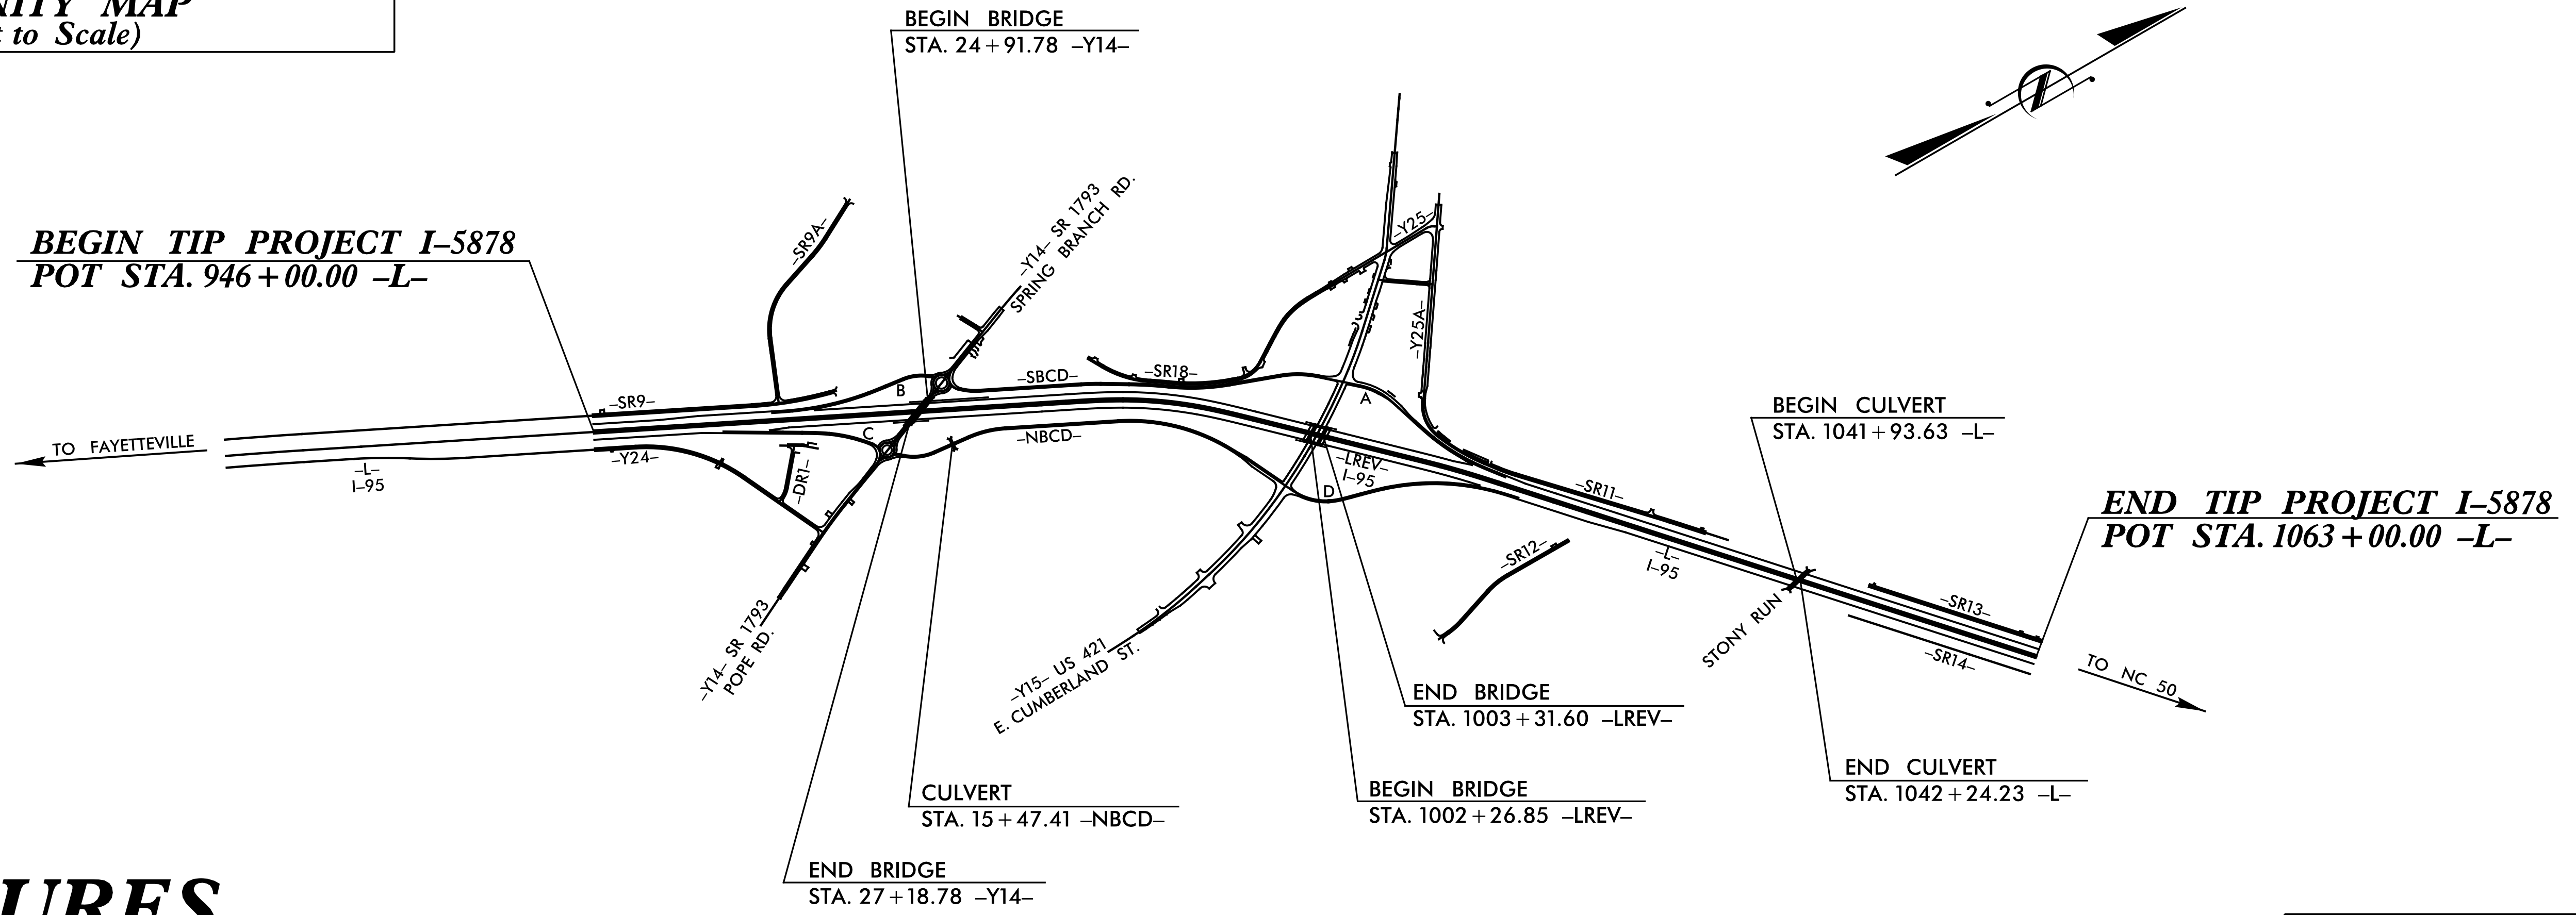 MAP
to Scale)
BEGIN BRIDGE
STA. 24+91.78 –Y14–
BEGIN TIP PROJECT I–5878
POT STA. 946+00.00 –L–
–SR9A–
–Y14– SR 1793
SPRING BRANCH RD.
–Y25–
–Y25A–
–SR9–
B
–SBCD–
–SR18–
A
TO FAYETTEVILLE
–L–
I–95
–Y24–
C
–DR1–
–NBCD–
–LREV–
I–95
D
–SR11–
BEGIN CULVERT
STA. 1041+93.63 –L–
END TIP PROJECT I–5878
POT STA. 1063+00.00 –L–
–SR12–
–L–
I–95
STONY RUN
–SR13–
–SR14–
TO NC 50
–Y14– SR 1793
POPE RD.
–Y15– US 421
E. CUMBERLAND ST.
END BRIDGE
STA. 1003+31.60 –LREV–
BEGIN BRIDGE
STA. 1002+26.85 –LREV–
END CULVERT
STA. 1042+24.23 –L–
CULVERT
STA. 15+47.41 –NBCD–
END BRIDGE
STA. 27+18.78 –Y14–